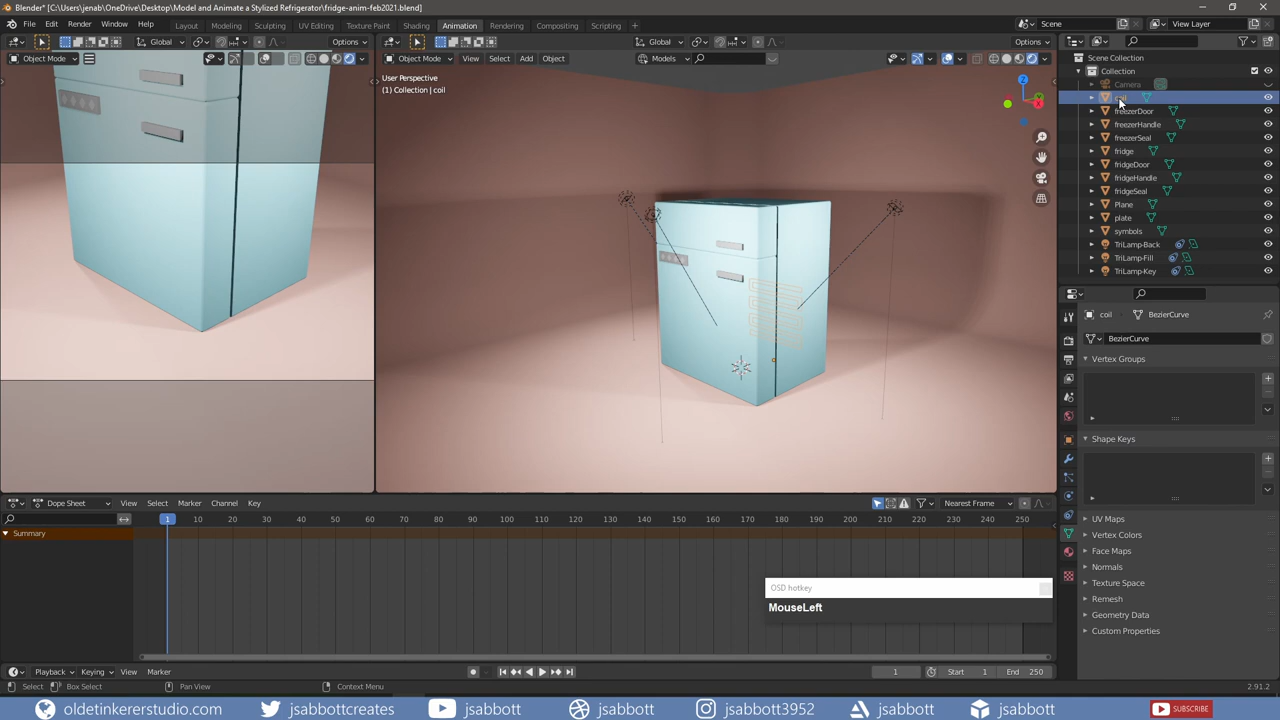 Blender* [C:\Users\jenab\OneDrive\Desktop\Model and Animate a Stylized Refrigerator/fridge-anim-feb2021.blend]
File Edit Render Window Help Layout Modeling Sculpting UV Editing Texture Paint Shading Animation Rendering Compositing Scripting Scene View Layer
Global Options Global Options
Object Mode Object Mode View Select Add Object Models
User Perspective
(1) Collection | coil
Z
Scene Collection
Collection
Camera
coil
freezerDoor
freezerHandle
freezerSeal
fridge
fridgeDoor
fridgeHandle
fridgeSeal
Plane
plate
symbols
TriLamp-Back
TriLamp-Fill
TriLamp-Key
coil BezierCurve
BezierCurve
Vertex Groups
Shape Keys
UV Maps
Vertex Colors
Face Maps
Normals
Texture Space
Remesh
Geometry Data
Custom Properties
Dope Sheet View Select Marker Channel Key Nearest Frame
1 10 20 30 40 50 60 70 80 90 100 110 120 130 140 150 160 170 180 190 200 210 220 230 240 250
Summary
OSD hotkey
MouseLeft
Playback Keying View Marker 1 Start 1 End 250
Select Box Select Pan View Context Menu 2.91.2
oldetinkererstudio.com jsabbottcreates jsabbott jsabbott jsabbott3952 jsabbott jsabbott SUBSCRIBE